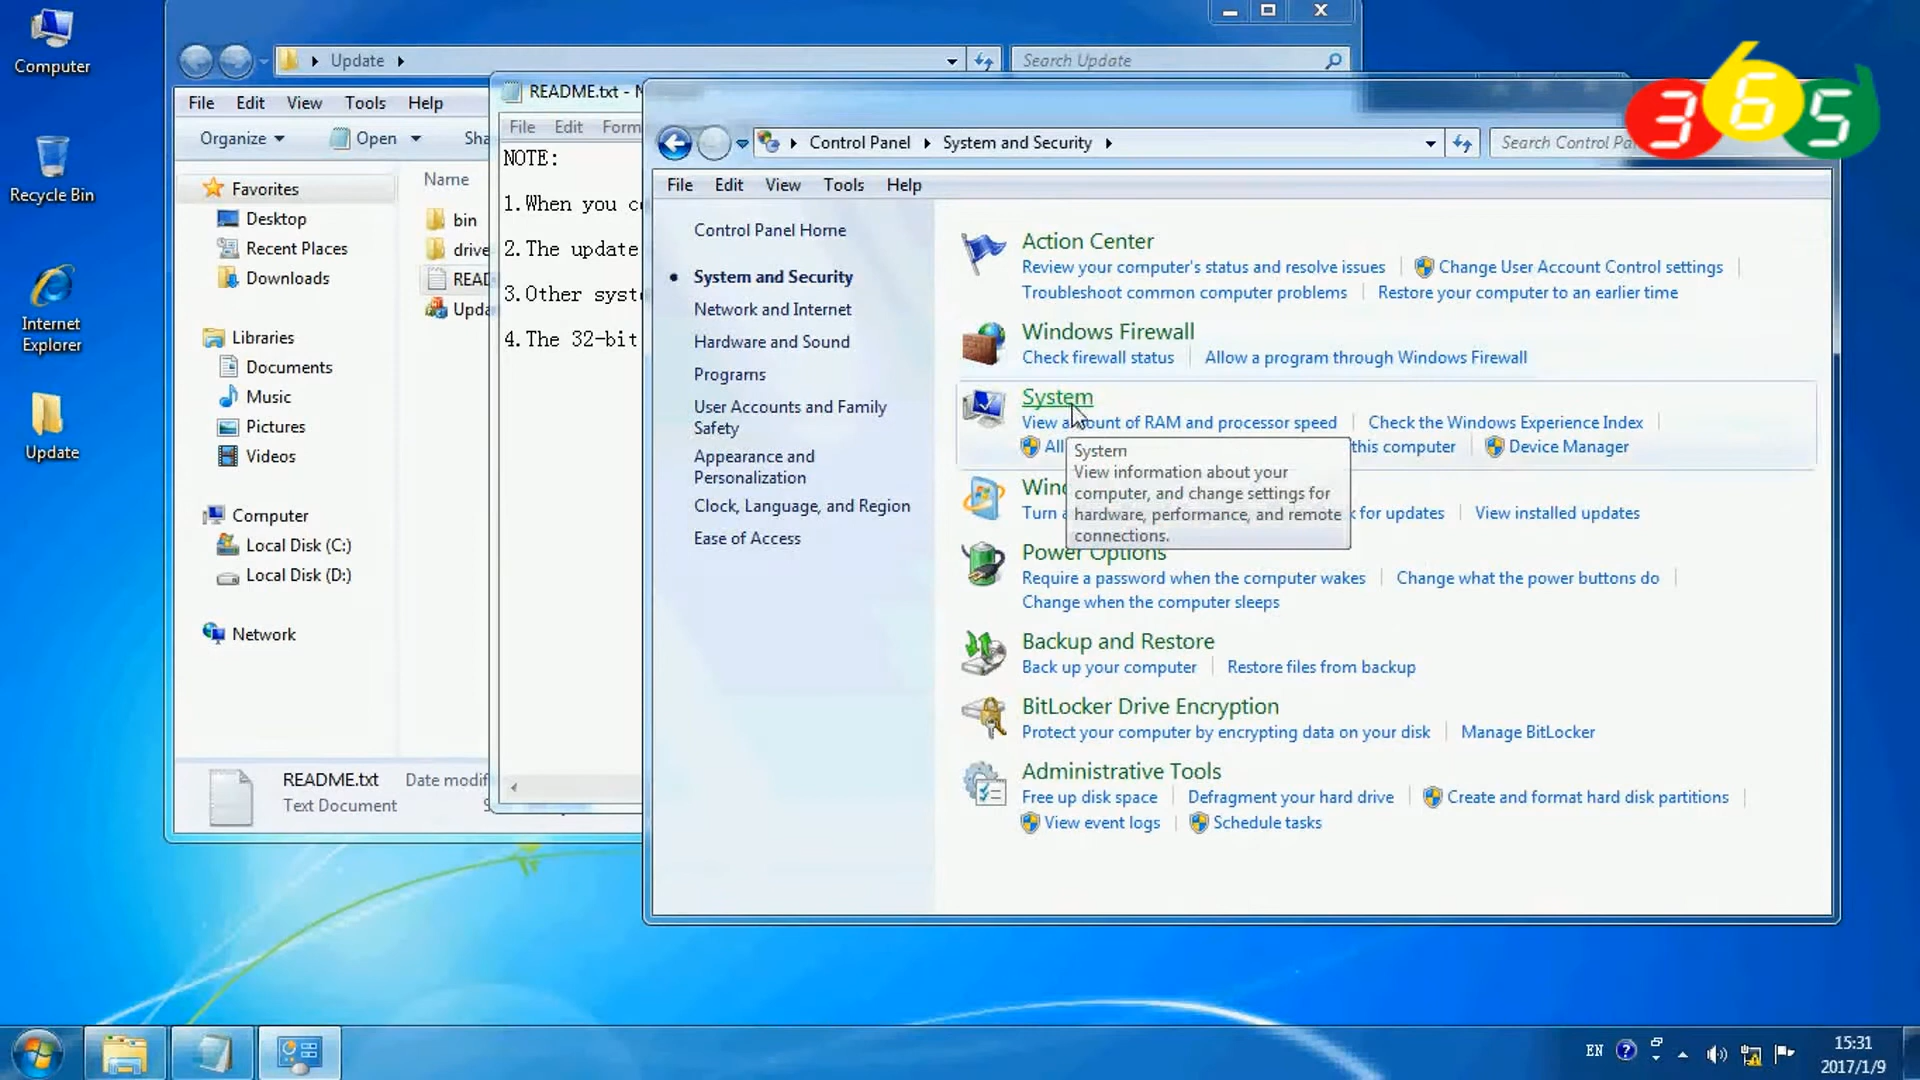 Computer
Recycle Bin
Internet
Explorer
Update
Update
Search Update
File Edit View Tools Help
Organize Open
Name
Favorites
Desktop
Recent Places
Downloads
Libraries
Documents
Music
Pictures
Videos
Computer
Local Disk (C:)
Local Disk (D:)
Network
bin
README.txt Date
Text Document
README.txt -
File Edit
NOTE:
1.When you
2.The update
3.Other
4.The 32-bit
365
Control Panel System and Security
Search Control
File Edit View Tools Help
Control Panel Home
System and Security
Network and Internet
Hardware and Sound
Programs
User Accounts and Family
Safety
Appearance and
Personalization
Clock, Language, and Region
Ease of Access
Action Center
Review your computer's status and resolve issues Change User Account Control settings
Troubleshoot common computer problems Restore your computer to an earlier time
Windows Firewall
Check firewall status Allow a program through Windows Firewall
System
View amount of RAM and processor speed Check the Windows Experience Index
this computer Device Manager
System
View information about your
computer, and change settings for
hardware, performance, and remote
connections.
Turn for updates View installed updates
Power Options
Require a password when the computer wakes Change what the power buttons do
Change when the computer sleeps
Backup and Restore
Back up your computer Restore files from backup
BitLocker Drive Encryption
Protect your computer by encrypting data on your disk Manage BitLocker
Administrative Tools
Free up disk space Defragment your hard drive Create and format hard disk partitions
View event logs Schedule tasks
EN
15:31
2017/1/9